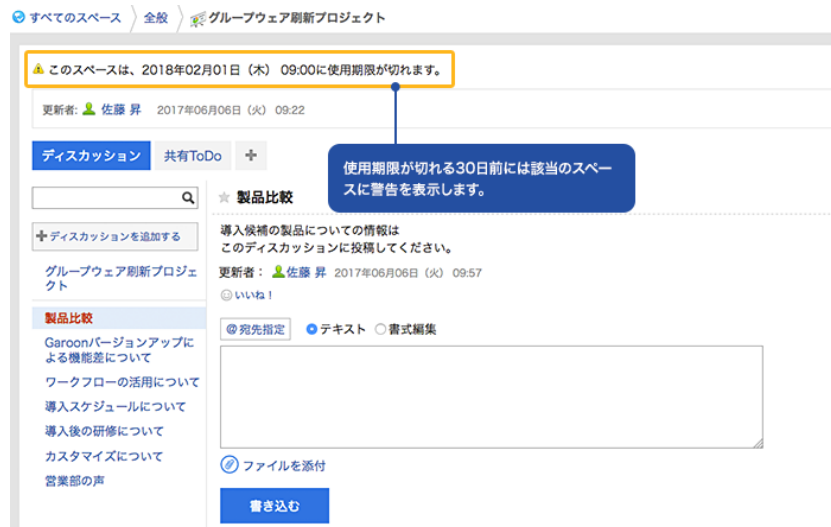 すべてのスペース 全般 グループウェア刷新プロジェクト
このスペースは、2018年02月01日（木） 09:00に使用期限が切れます。
更新者: 佐藤 昇 2017年06月06日（火） 09:22
使用期限が切れる30日前には該当のスペー
スに警告を表示します。
ディスカッション 共有ToDo
ディスカッションを追加する
グループウェア刷新プロジェ
クト
製品比較
Garoonバージョンアップに
よる機能差について
ワークフローの活用について
導入スケジュールについて
導入後の研修について
カスタマイズについて
営業部の声
製品比較
導入候補の製品についての情報は
このディスカッションに投稿してください。
更新者： 佐藤 昇 2017年06月06日（火） 09:57
いいね！
@宛先指定 テキスト 書式編集
ファイルを添付
書き込む